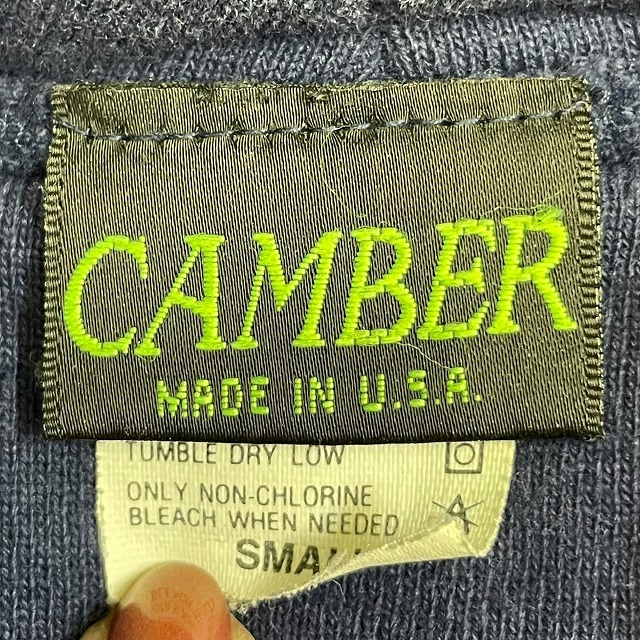 CAMBER
MADE IN U.S.A.
TUMBLE DRY LOW
ONLY NON-CHLORINE
BLEACH WHEN NEEDED